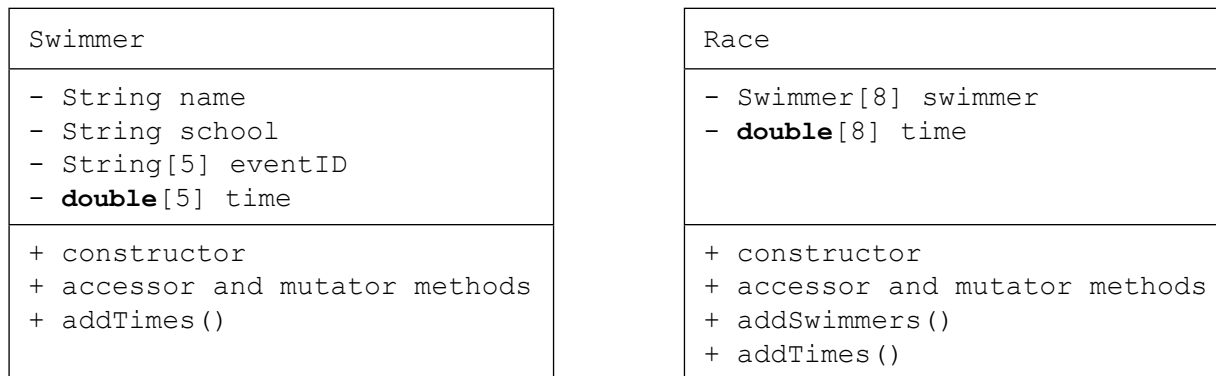 Swimmer
- String name
- String school
- String[5] eventID
- double[5] time
+ constructor
+ accessor and mutator methods
+ addTimes()
Race
- Swimmer[8] swimmer
- double[8] time
+ constructor
+ accessor and mutator methods
+ addSwimmers()
+ addTimes()